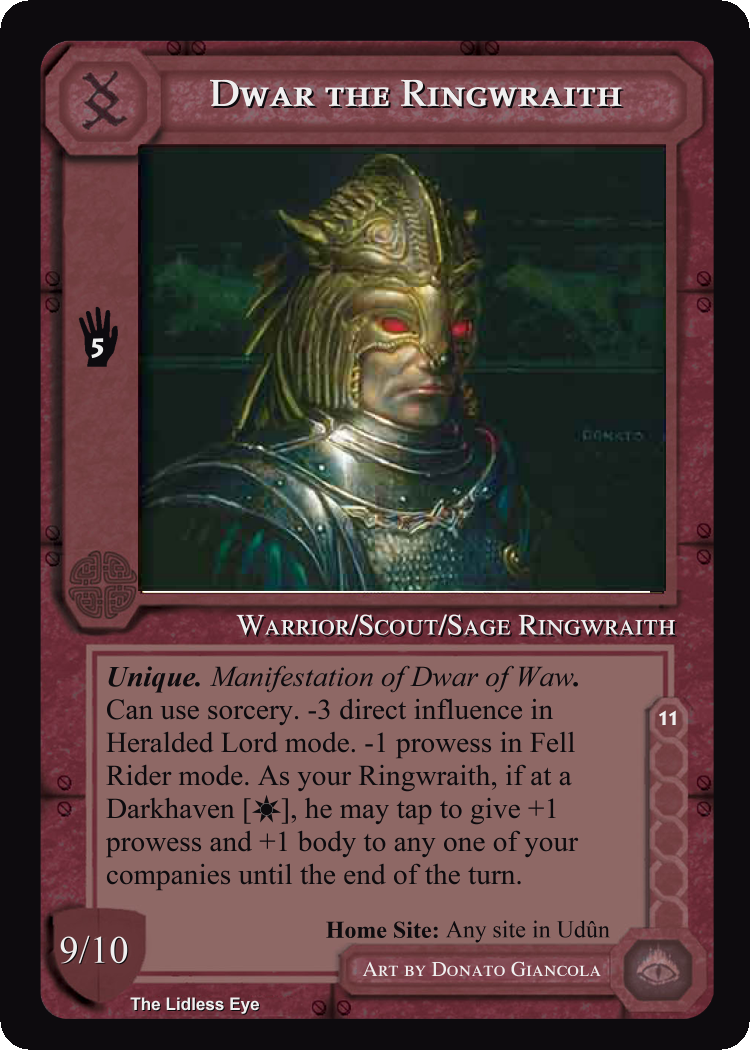 Dwar the Ringwraith
5
DONATO
Warrior/Scout/Sage Ringwraith
Unique. Manifestation of Dwar of Waw.
Can use sorcery. -3 direct influence in
Heralded Lord mode. -1 prowess in Fell
Rider mode. As your Ringwraith, if at a
Darkhaven [☀], he may tap to give +1
prowess and +1 body to any one of your
companies until the end of the turn.
11
Home Site: Any site in Udûn
9/10
Art by Donato Giancola
The Lidless Eye